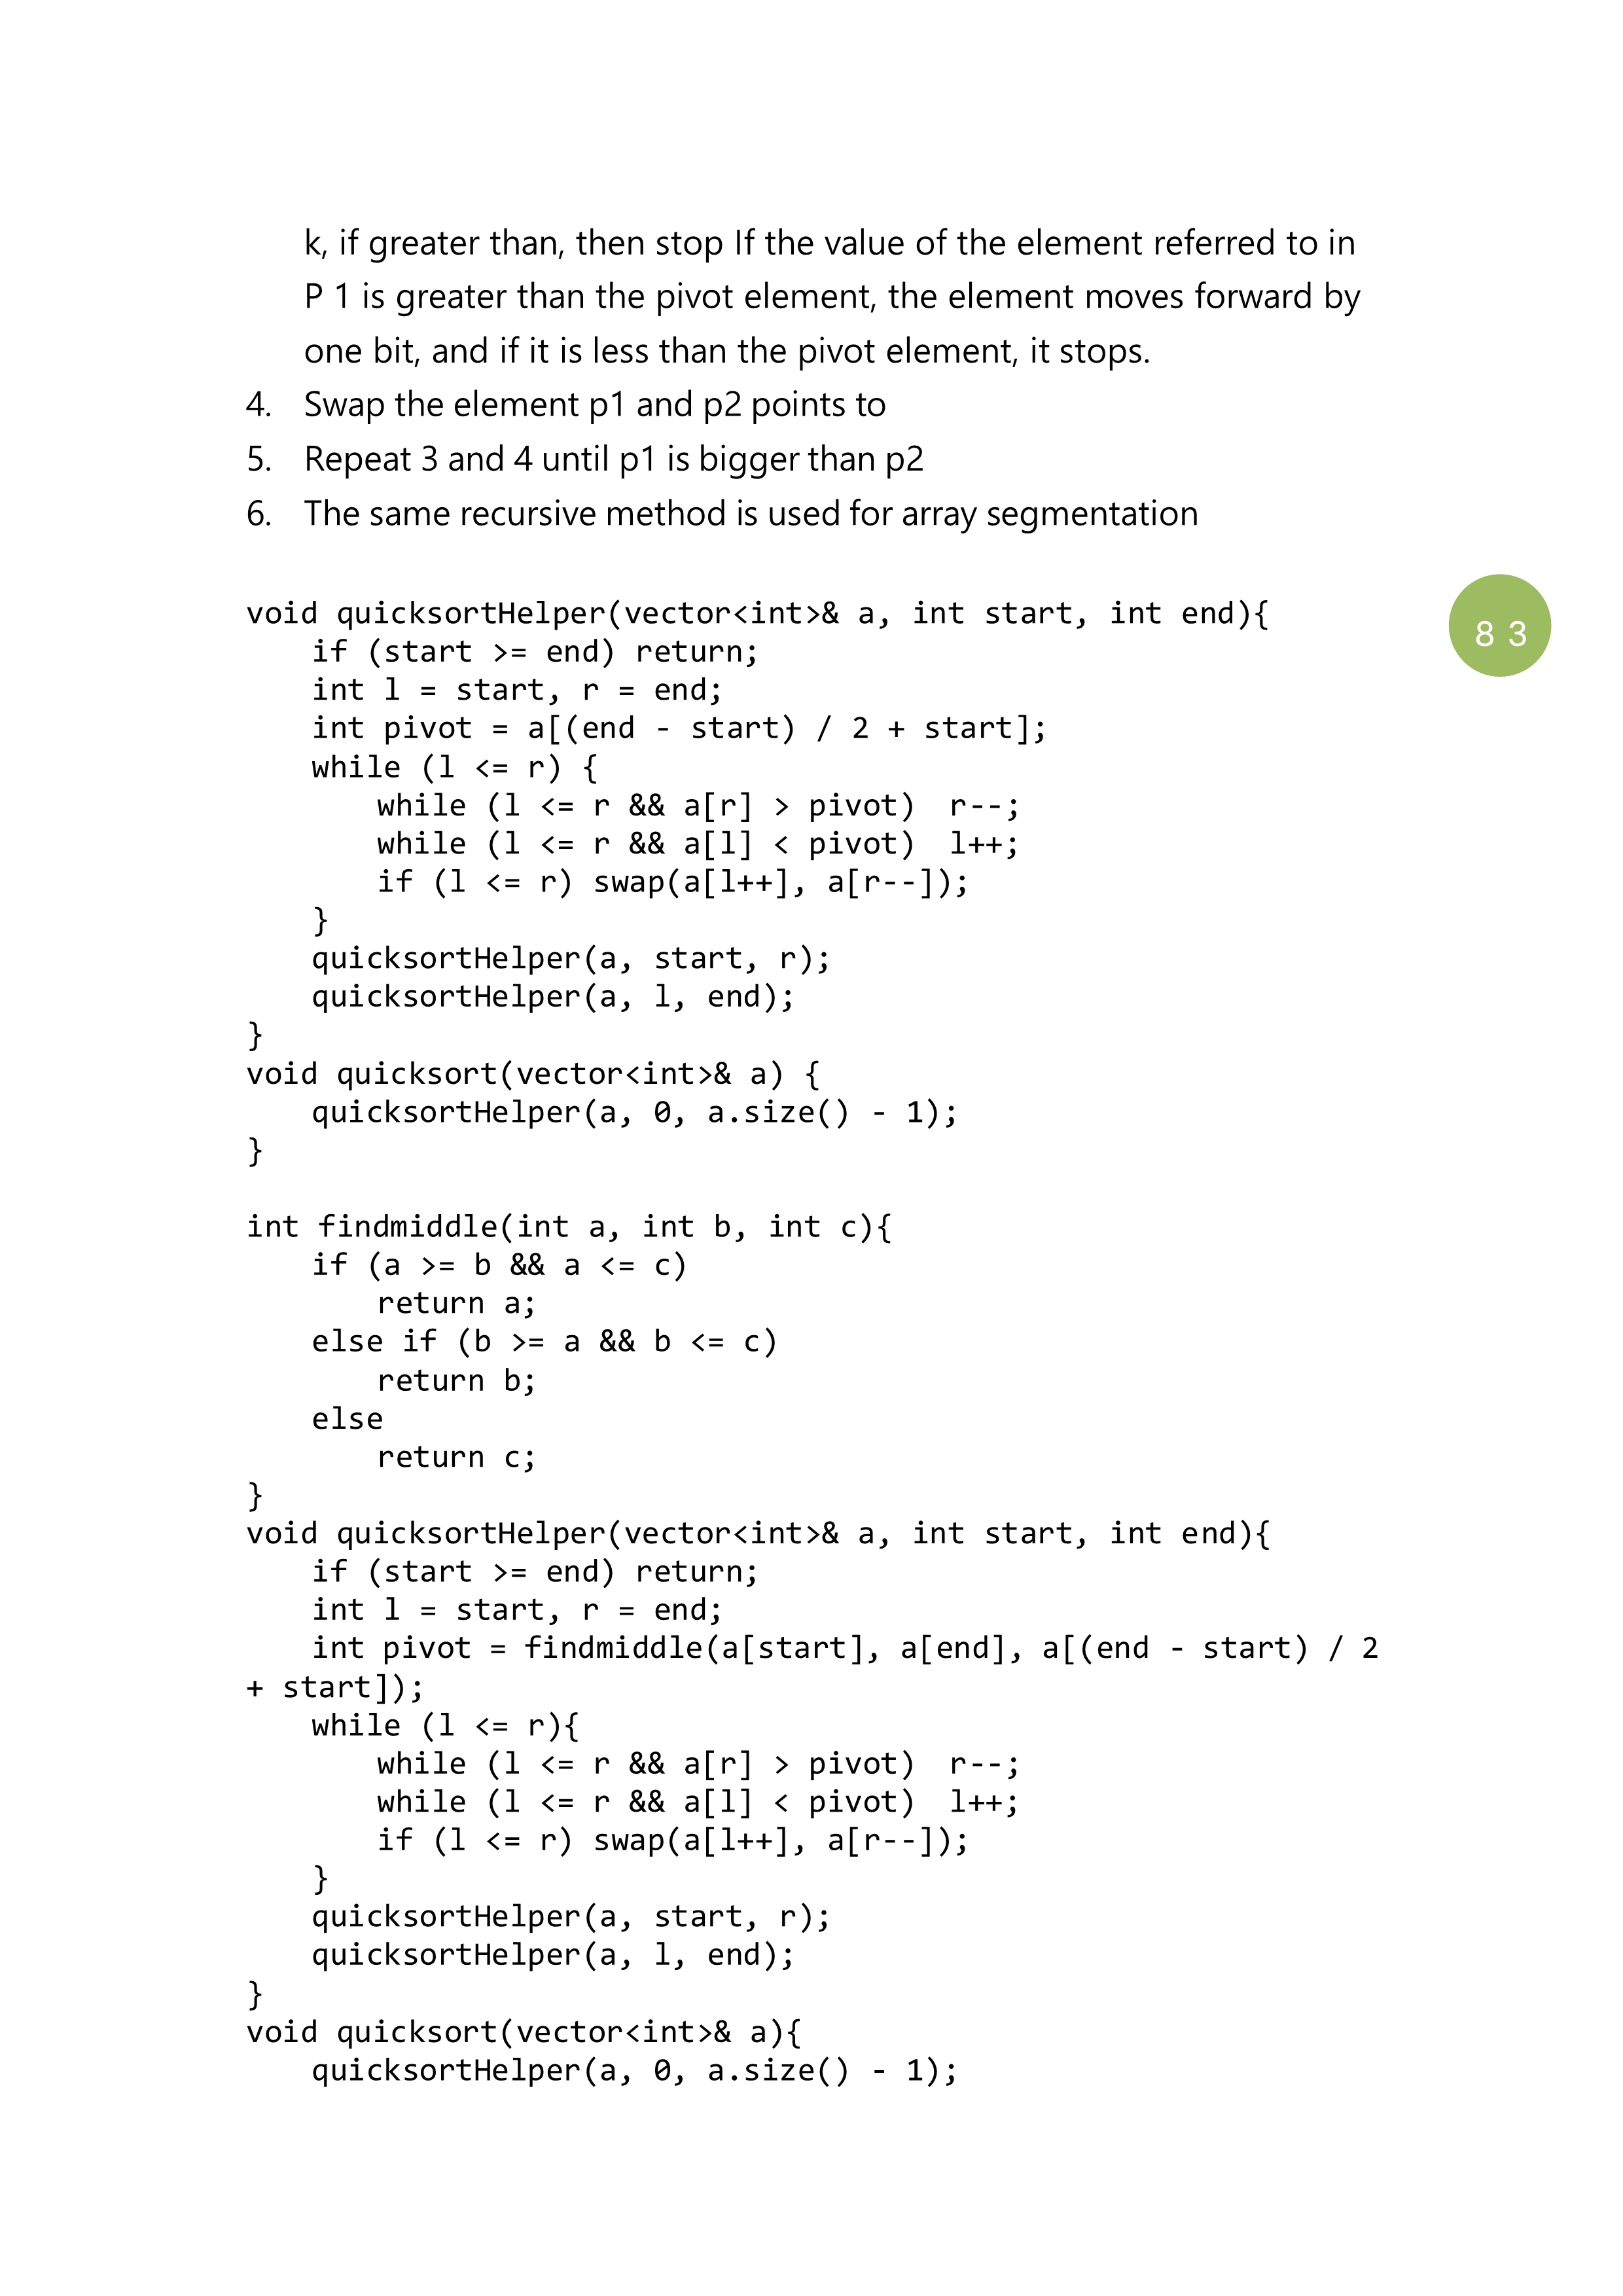 k, if greater than, then stop If the value of the element referred to in
P 1 is greater than the pivot element, the element moves forward by
one bit, and if it is less than the pivot element, it stops.
4. Swap the element p1 and p2 points to
5. Repeat 3 and 4 until p1 is bigger than p2
6. The same recursive method is used for array segmentation
83
void quicksortHelper(vector<int>& a, int start, int end){
    if (start >= end) return;
    int l = start, r = end;
    int pivot = a[(end - start) / 2 + start];
    while (l <= r) {
        while (l <= r && a[r] > pivot)  r--;
        while (l <= r && a[l] < pivot)  l++;
        if (l <= r) swap(a[l++], a[r--]);
    }
    quicksortHelper(a, start, r);
    quicksortHelper(a, l, end);
}
void quicksort(vector<int>& a) {
    quicksortHelper(a, 0, a.size() - 1);
}
int findmiddle(int a, int b, int c){
    if (a >= b && a <= c)
        return a;
    else if (b >= a && b <= c)
        return b;
    else
        return c;
}
void quicksortHelper(vector<int>& a, int start, int end){
    if (start >= end) return;
    int l = start, r = end;
    int pivot = findmiddle(a[start], a[end], a[(end - start) / 2
+ start]);
    while (l <= r){
        while (l <= r && a[r] > pivot)  r--;
        while (l <= r && a[l] < pivot)  l++;
        if (l <= r) swap(a[l++], a[r--]);
    }
    quicksortHelper(a, start, r);
    quicksortHelper(a, l, end);
}
void quicksort(vector<int>& a){
    quicksortHelper(a, 0, a.size() - 1);